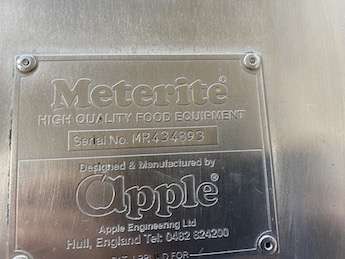 Meterite®
HIGH QUALITY FOOD EQUIPMENT
Serial No. MR434393
Designed & Manufactured by
Apple®
Apple Engineering Ltd
Hull, England Tel: 0482 824200